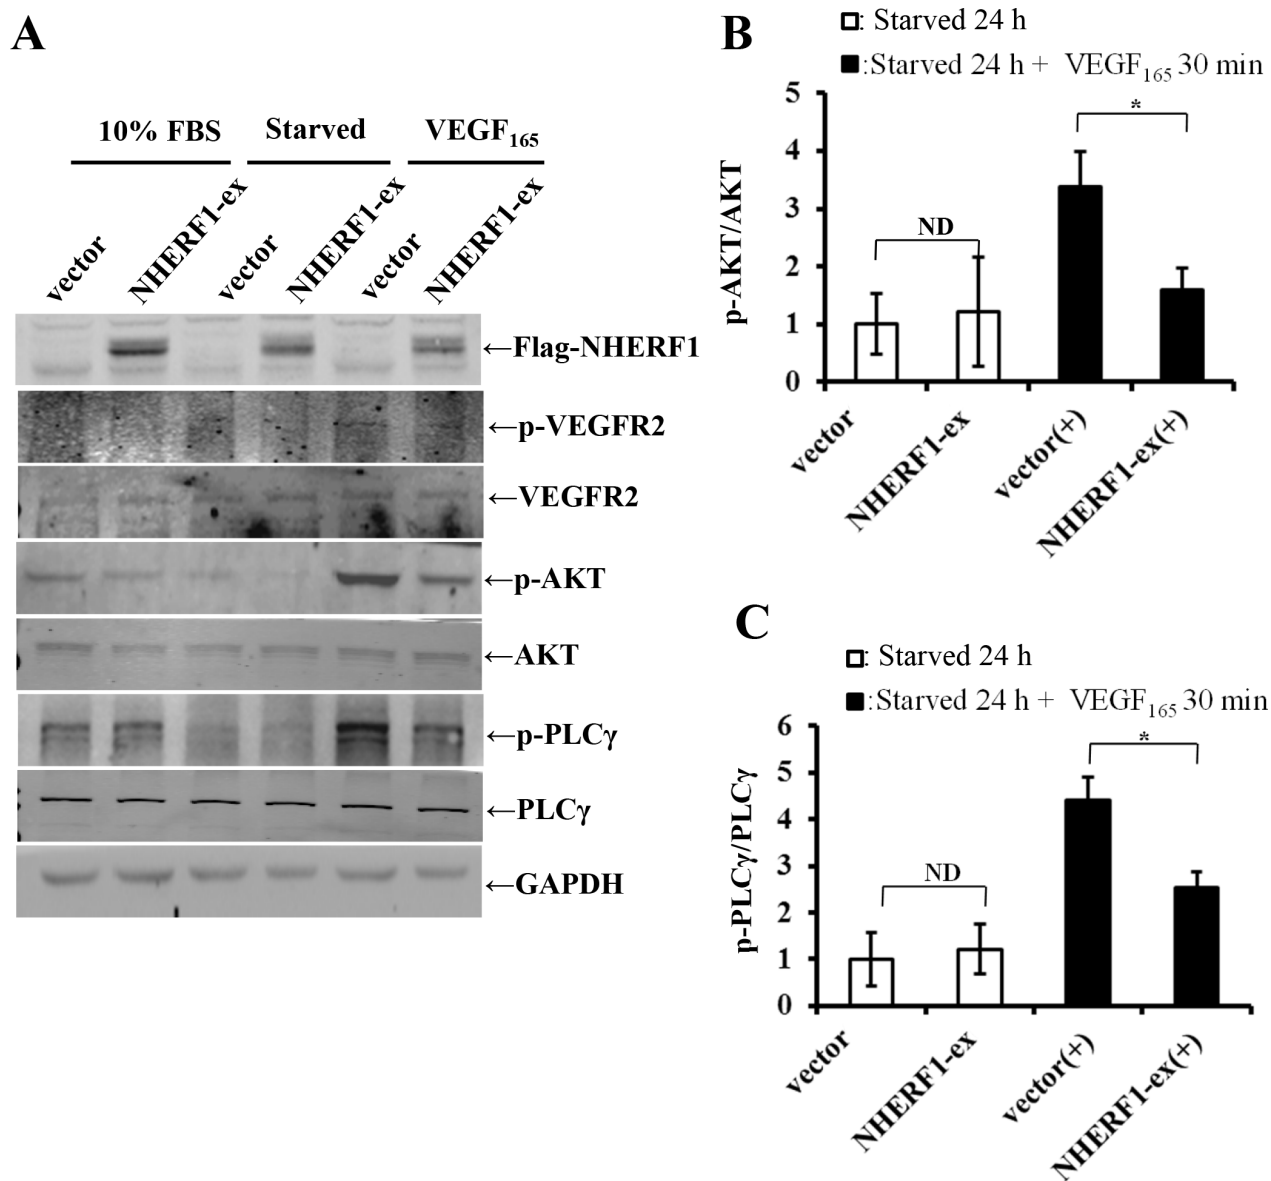 A
10% FBS Starved VEGF165
vector NHERF1-ex vector NHERF1-ex vector NHERF1-ex
←Flag-NHERF1
←p-VEGFR2
←VEGFR2
←p-AKT
←AKT
←p-PLCγ
←PLCγ
←GAPDH
B
: Starved 24 h
:Starved 24 h + VEGF165 30 min
p-AKT/AKT
5
4
3
2
1
0
ND
*
vector NHERF1-ex vector(+) NHERF1-ex(+)
C
: Starved 24 h
:Starved 24 h + VEGF165 30 min
p-PLCγ/PLCγ
6
5
4
3
2
1
0
ND
*
vector NHERF1-ex vector(+) NHERF1-ex(+)